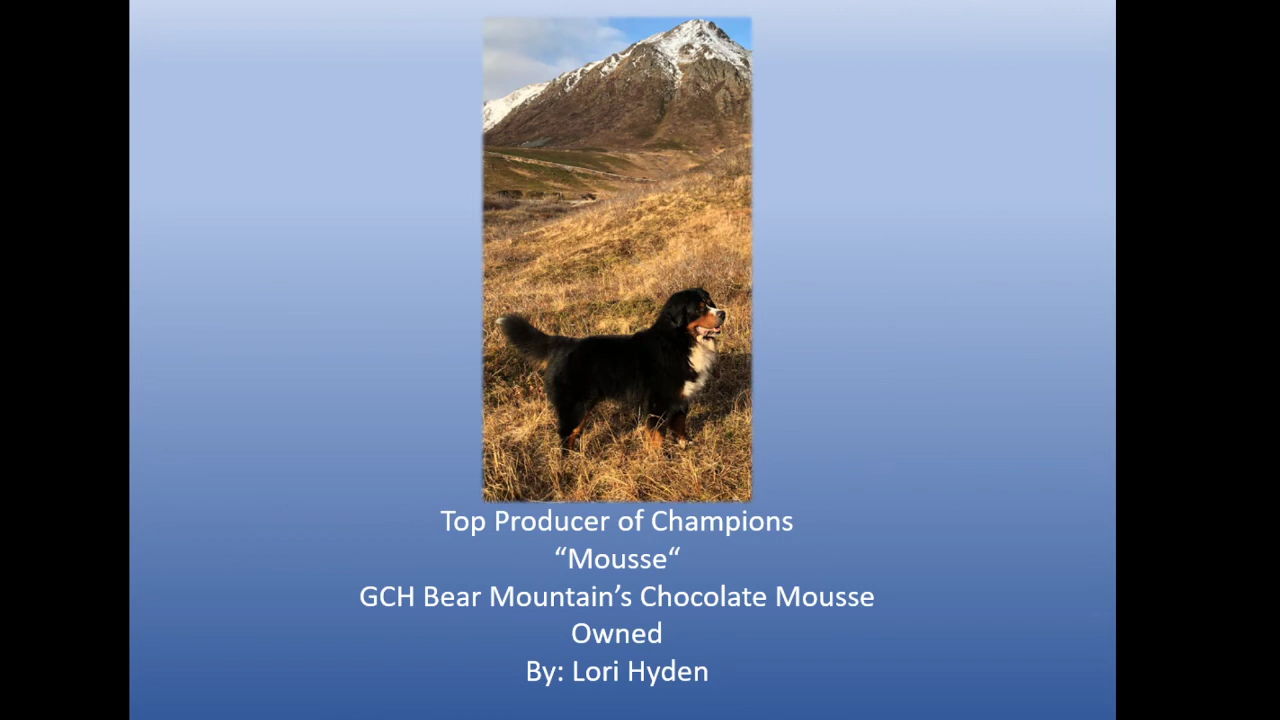 Top Producer of Champions
“Mousse“
GCH Bear Mountain’s Chocolate Mousse
Owned
By: Lori Hyden